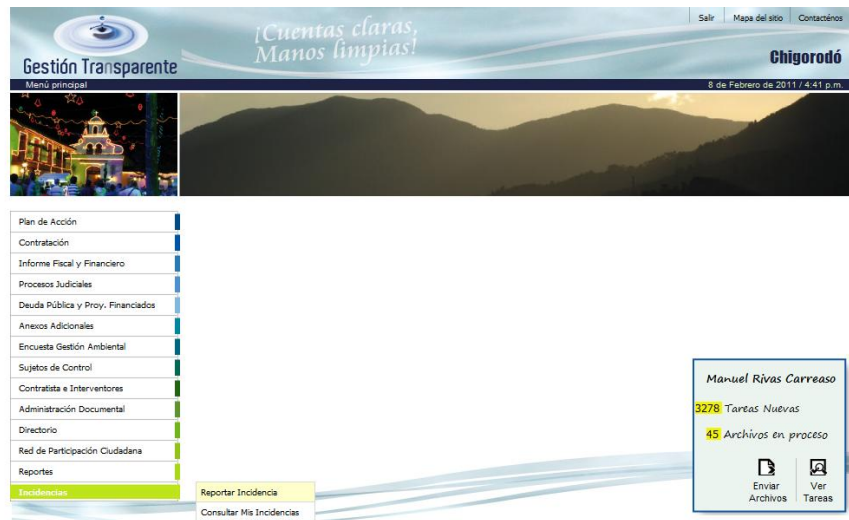 Salir Mapa del sitio Contacténos
¡Cuentas claras,
Manos limpias!
Gestión Transparente
Chigorodó
Menú principal
8 de Febrero de 2011 / 4:41 p.m.
Plan de Acción
Contratación
Informe Fiscal y Financiero
Procesos Judiciales
Deuda Pública y Proy. Financiados
Anexos Adicionales
Encuesta Gestión Ambiental
Sujetos de Control
Contratista e Interventores
Administración Documental
Directorio
Red de Participación Ciudadana
Reportes
Incidencias
Reportar Incidencia
Consultar Mis Incidencias
Manuel Rivas Carreaso
3278 Tareas Nuevas
45 Archivos en proceso
Enviar Archivos
Ver Tareas